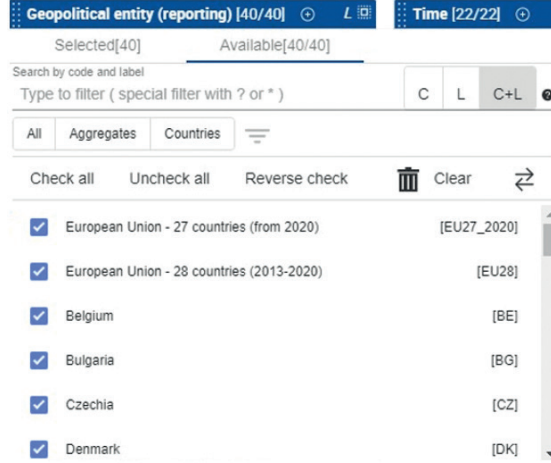 Geopolitical entity (reporting) [40/40] L Time [22/22]
Selected[40] Available[40/40]
Search by code and label
Type to filter ( special filter with ? or * ) C L C+L ?
All Aggregates Countries
Check all Uncheck all Reverse check Clear
European Union - 27 countries (from 2020) [EU27_2020]
European Union - 28 countries (2013-2020) [EU28]
Belgium [BE]
Bulgaria [BG]
Czechia [CZ]
Denmark [DK]